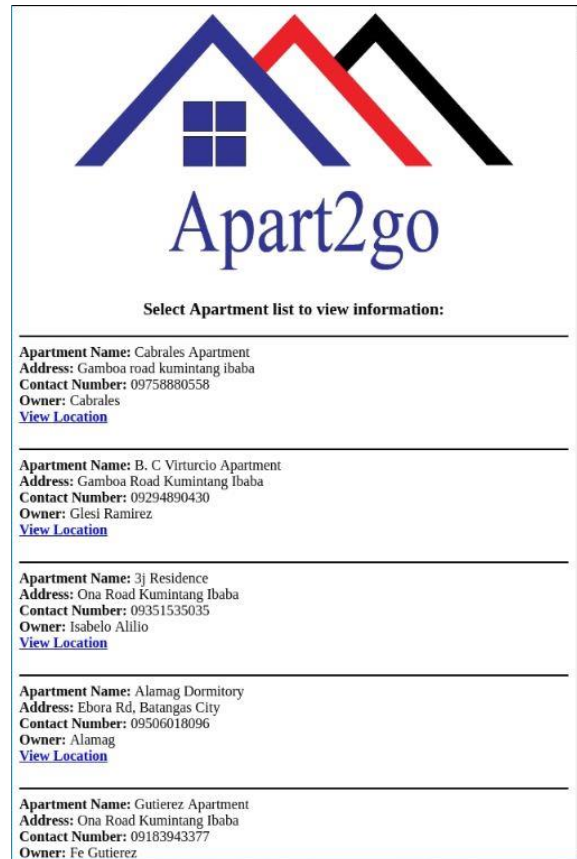 Apart2go
Select Apartment list to view information:
Apartment Name: Cabrales Apartment
Address: Gamboa road kumintang ibaba
Contact Number: 09758880558
Owner: Cabrales
View Location
Apartment Name: B. C Virturcio Apartment
Address: Gamboa Road Kumintang Ibaba
Contact Number: 09294890430
Owner: Glesi Ramirez
View Location
Apartment Name: 3j Residence
Address: Ona Road Kumintang Ibaba
Contact Number: 09351535035
Owner: Isabelo Alilio
View Location
Apartment Name: Alamag Dormitory
Address: Ebora Rd, Batangas City
Contact Number: 09506018096
Owner: Alamag
View Location
Apartment Name: Gutierez Apartment
Address: Ona Road Kumintang Ibaba
Contact Number: 09183943377
Owner: Fe Gutierez